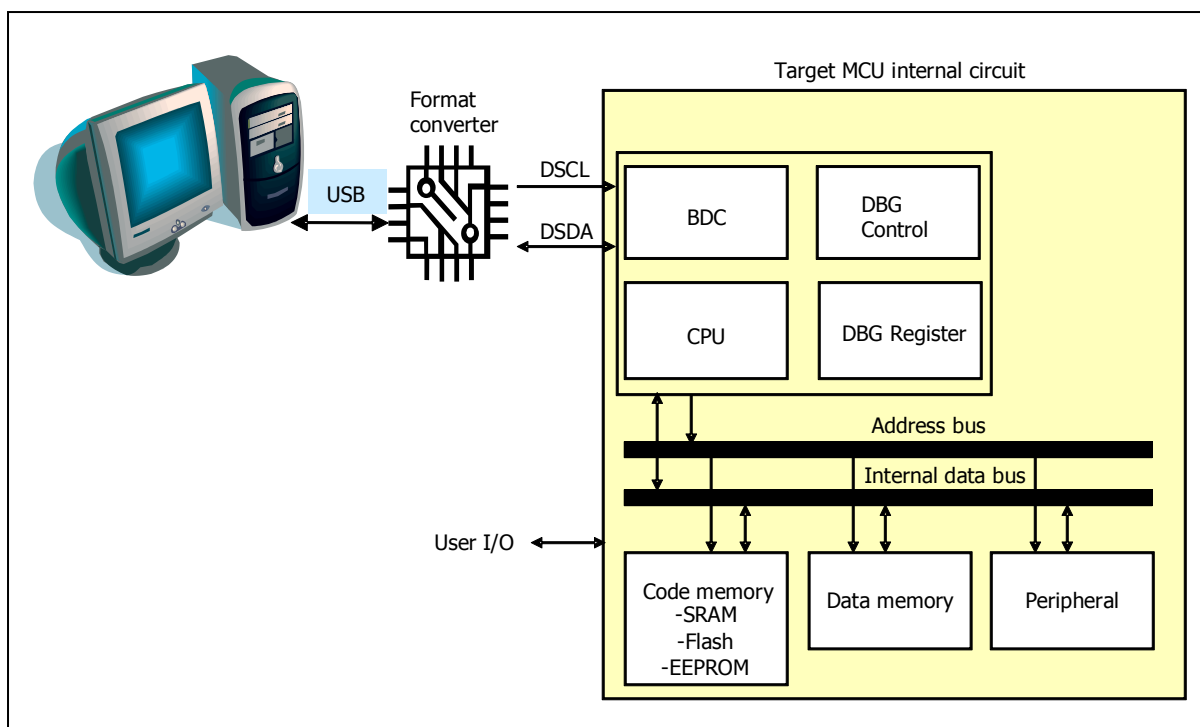 Target MCU internal circuit
Format
converter
USB
DSCL
DSDA
BDC
DBG
Control
CPU
DBG Register
Address bus
Internal data bus
User I/O
Code memory
-SRAM
-Flash
-EEPROM
Data memory
Peripheral